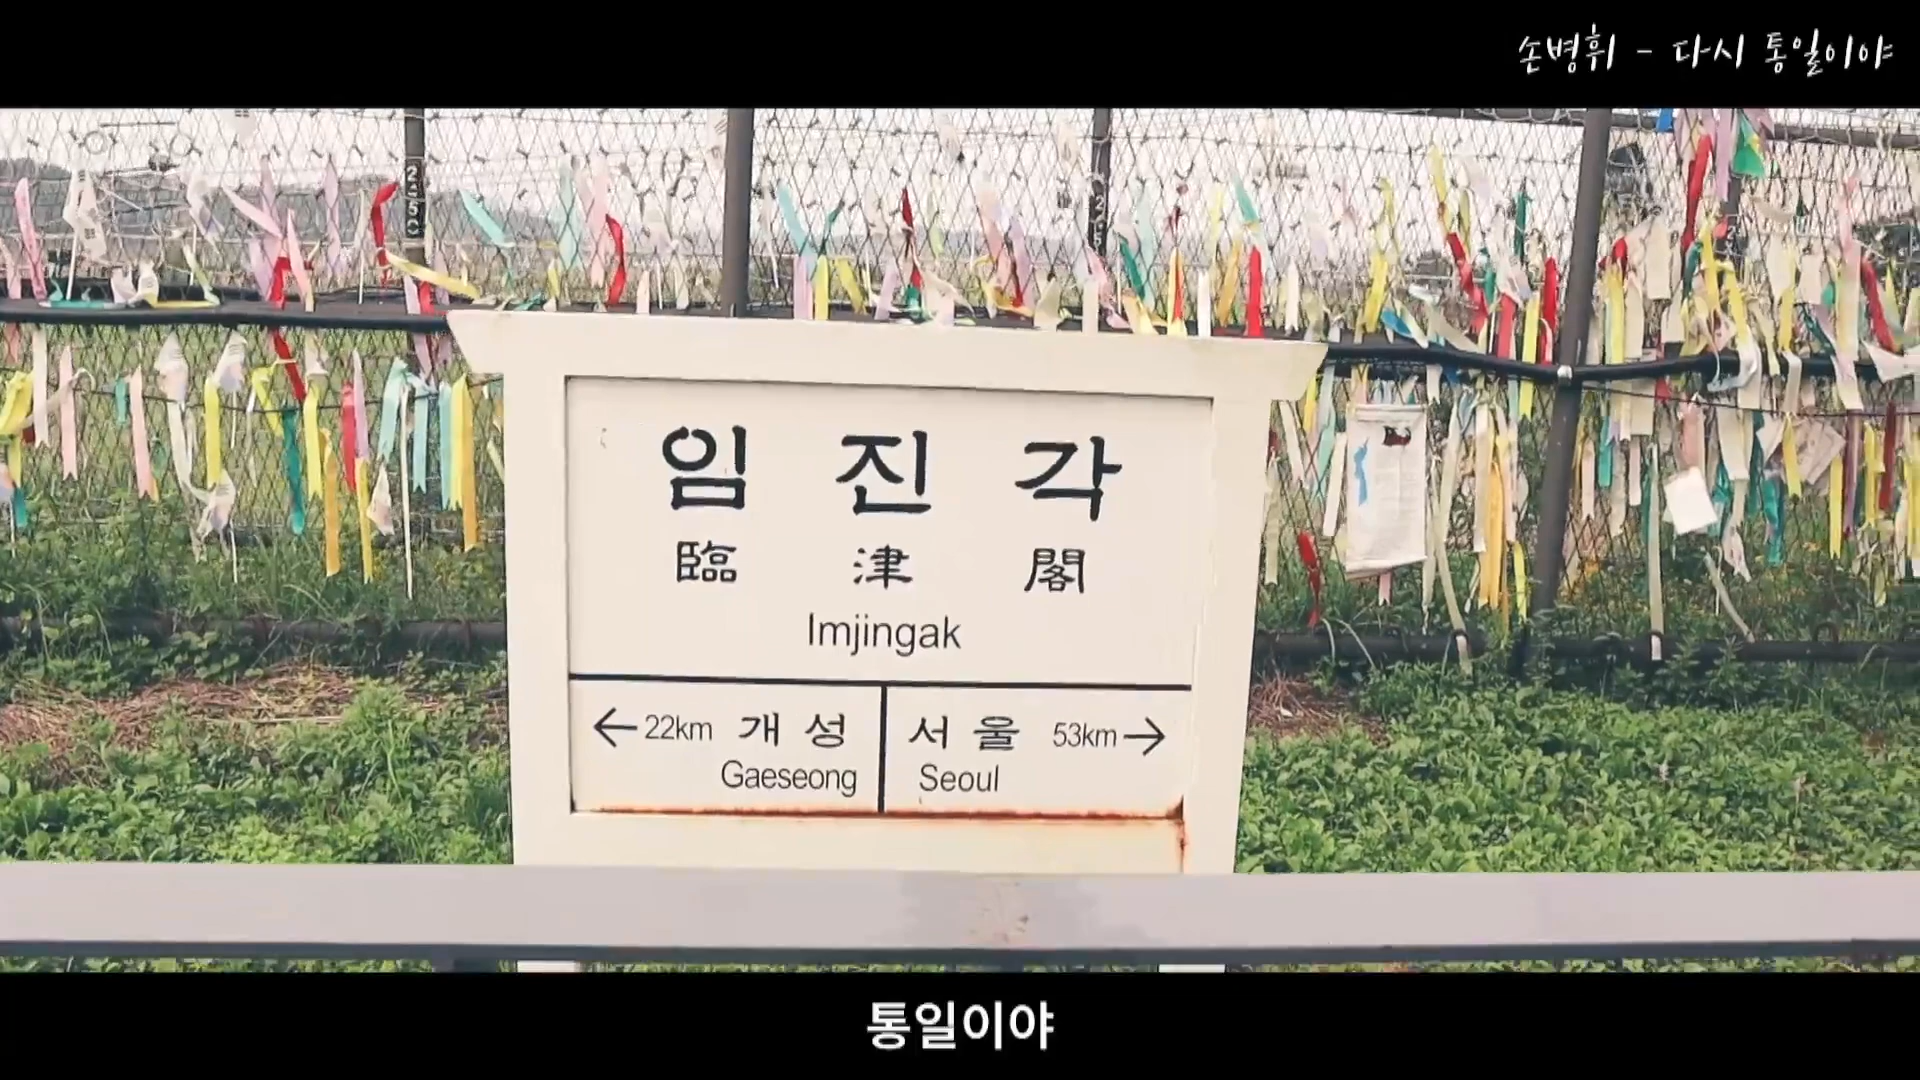 손병휘 - 다시 통일이야
임진각
臨津閣
Imjingak
← 22km 개성
Gaeseong
서울 53km →
Seoul
통일이야